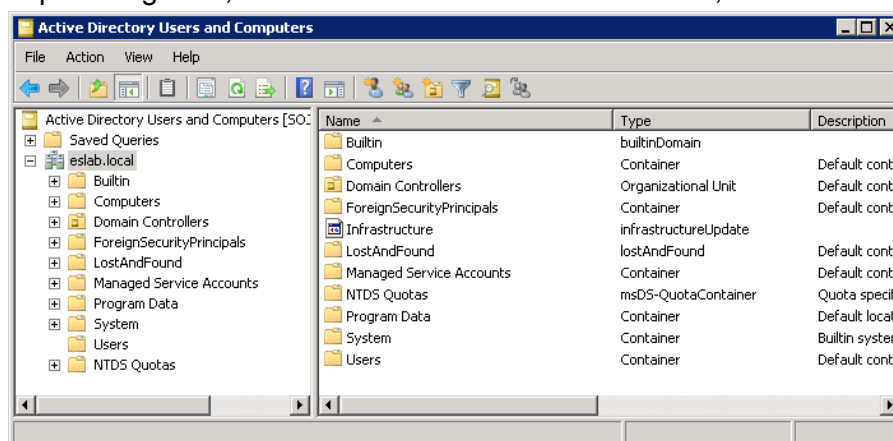 Active Directory Users and Computers
File Action View Help
Active Directory Users and Computers [SOJ
Saved Queries
eslab.local
Builtin
Computers
Domain Controllers
ForeignSecurityPrincipals
LostAndFound
Managed Service Accounts
Program Data
System
Users
NTDS Quotas
Name Type Description
Builtin builtinDomain
Computers Container Default cont
Domain Controllers Organizational Unit Default cont
ForeignSecurityPrincipals Container Default cont
Infrastructure infrastructureUpdate
LostAndFound lostAndFound Default cont
Managed Service Accounts Container Default cont
NTDS Quotas msDS-QuotaContainer Quota specif
Program Data Container Default locat
System Container Builtin system
Users Container Default cont